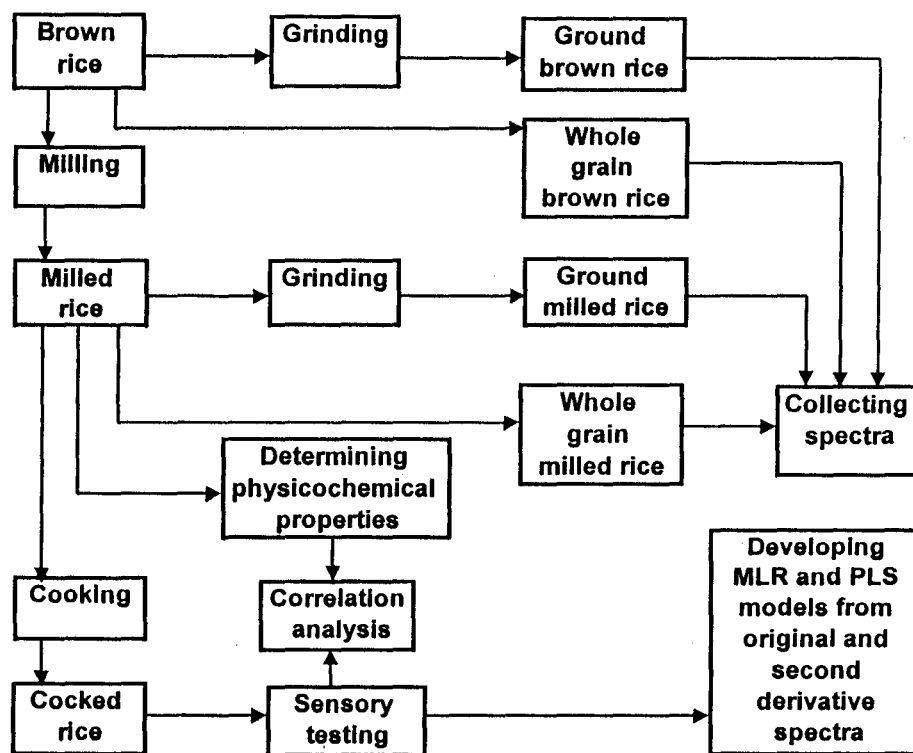 Brown
rice
Grinding
Ground
brown rice
Whole
grain
brown rice
Milling
Milled
rice
Grinding
Ground
milled rice
Whole
grain
milled rice
Collecting
spectra
Determining
physicochemical
properties
Developing
MLR and PLS
models from
original and
second
derivative
spectra
Cooking
Correlation
analysis
Cocked
rice
Sensory
testing